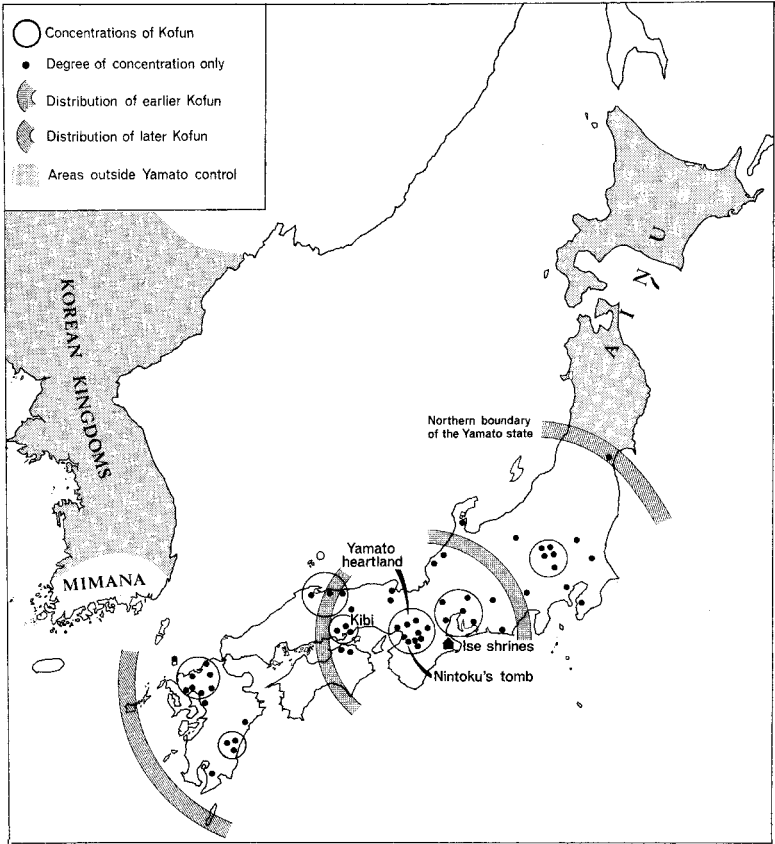 Concentrations of Kofun
Degree of concentration only
Distribution of earlier Kofun
Distribution of later Kofun
Areas outside Yamato control
KOREAN KINGDOMS
AINU
Northern boundary
of the Yamato state
Yamato
heartland
MIMANA
Kibi
Ise shrines
Nintoku's tomb